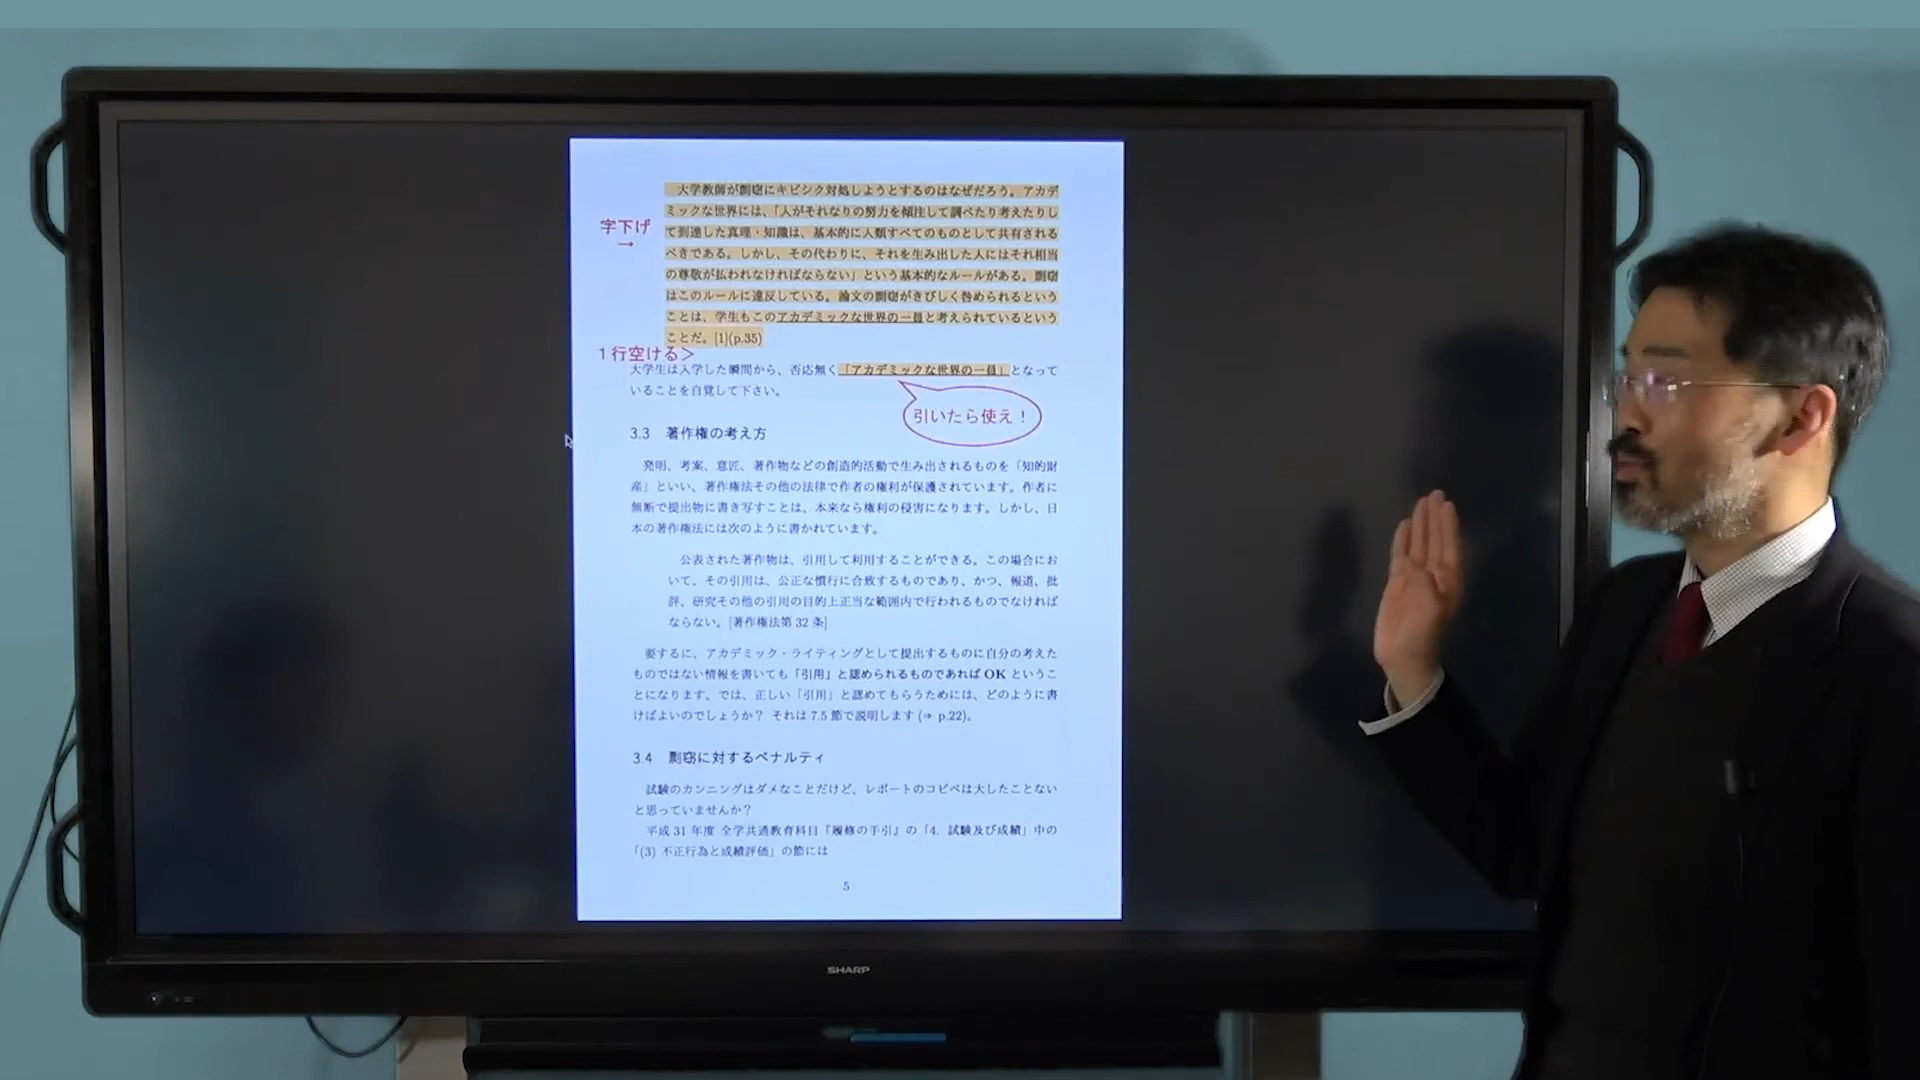 大学教師が剽窃にキビシク対処しようとするのはなぜだろう。アカデ
ミックな世界には、「人がそれなりの努力を傾注して調べたり考えたりし
字下げ
→
て到達した真理・知識は、基本的に人類すべてのものとして共有される
べきである。しかし、その代わりに、それを生み出した人にはそれ相当
の尊敬が払われなければならない」という基本的なルールがある。剽窃
はこのルールに違反している。論文の剽窃がきびしく咎められるという
ことは、学生もこのアカデミックな世界の一員と考えられているという
ことだ。[1](p.35)
1行空ける>
大学生は入学した瞬間から、否応無く「アカデミックな世界の一員」となって
いることを自覚して下さい。
引いたら使え！
3.3 著作権の考え方
発明、考案、意匠、著作物などの創造的活動で生み出されるものを「知的財
産」といい、著作権法その他の法律で作者の権利が保護されています。作者に
無断で提出物に書き写すことは、本来なら権利の侵害になります。しかし、日
本の著作権法には次のように書かれています。
公表された著作物は、引用して利用することができる。この場合にお
いて、その引用は、公正な慣行に合致するものであり、かつ、報道、批
評、研究その他の引用の目的上正当な範囲内で行われるものでなければ
ならない。[著作権法第 32 条]
要するに、アカデミック・ライティングとして提出するものに自分の考えた
ものではない情報を書いても「引用」と認められるものであれば OK というこ
とになります。では、正しい「引用」と認めてもらうためには、どのように書
けばよいのでしょうか？ それは 7.5 節で説明します (⇒ p.22)。
3.4 剽窃に対するペナルティ
試験のカンニングはダメなことだけど、レポートのコピペは大したことない
と思っていませんか？
平成 31 年度 全学共通教育科目『履修の手引』の「4. 試験及び成績」中の
「(3) 不正行為と成績評価」の節には
5
SHARP